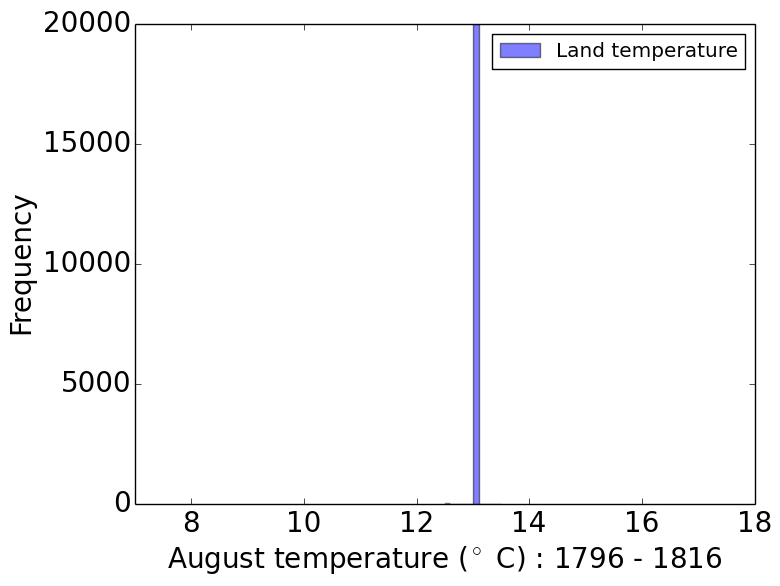 20000
15000
10000
5000
0
Frequency
Land temperature
8 10 12 14 16 18
August temperature (° C) : 1796 - 1816